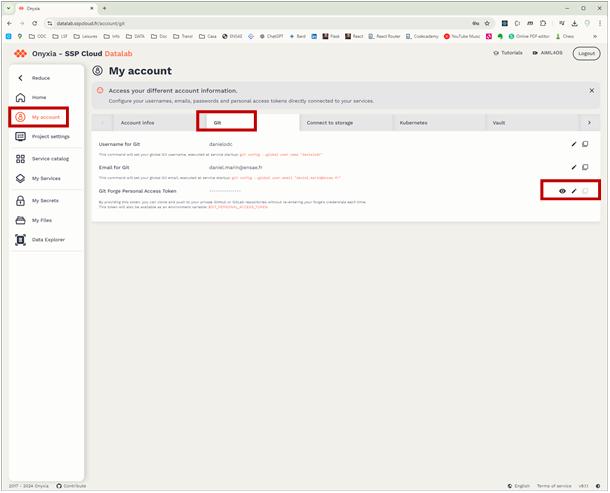 Onyxia
datalab.sspcloud.fr/account/git
ODC
LSF
Leisures
Info
DATA
Doc
Transl
Casa
ENSAE
ChatGPT
Bard
Flask
React
React Router
Codecademy
YouTube Music
Online PDF editor
Chess
Onyxia - SSP Cloud Datalab
Tutorials
AIML4OS
Logout
Reduce
Home
My account
Project settings
Service catalog
My Services
My Secrets
My Files
Data Explorer
My account
Access your different account information.
Configure your usernames, emails, passwords and personal access tokens directly connected to your services.
Account infos
Git
Connect to storage
Kubernetes
Vault
Username for Git
danielodc
This command will set your global Git username, executed at service startup: git config --global user.name "danielodc"
Email for Git
daniel.marin@ensae.fr
This command will set your global Git email, executed at service startup: git config --global user.email "daniel.marin@ensae.fr"
Git Forge Personal Access Token
By providing this token, you can clone and push to your private GitHub or GitLab repositories without re-entering your forge's credentials each time.
This token will also be available as an environment variable: $GIT_PERSONAL_ACCESS_TOKEN
2017 - 2024 Onyxia
Contribute
English
Terms of service